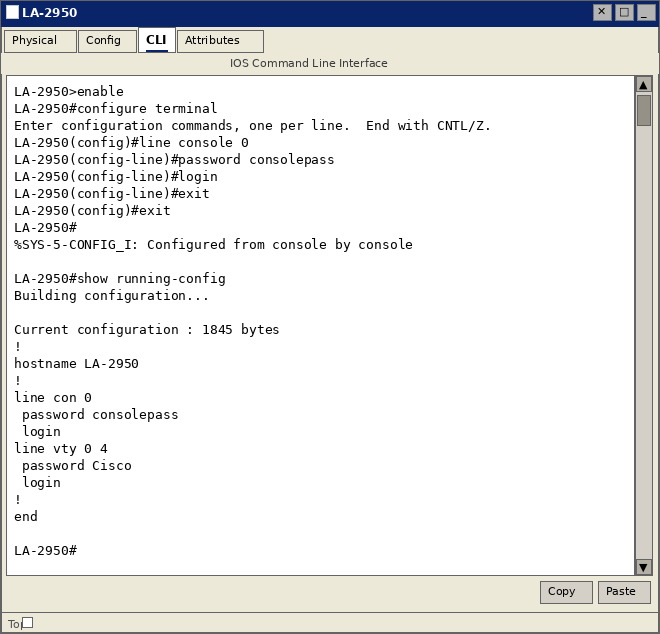 LA-2950
Physical Config CLI Attributes
IOS Command Line Interface
LA-2950>enable
LA-2950#configure terminal
Enter configuration commands, one per line.  End with CNTL/Z.
LA-2950(config)#line console 0
LA-2950(config-line)#password consolepass
LA-2950(config-line)#login
LA-2950(config-line)#exit
LA-2950(config)#exit
LA-2950#
%SYS-5-CONFIG_I: Configured from console by console

LA-2950#show running-config
Building configuration...

Current configuration : 1845 bytes
!
hostname LA-2950
!
line con 0
 password consolepass
 login
line vty 0 4
 password Cisco
 login
!
end

LA-2950#
Copy Paste